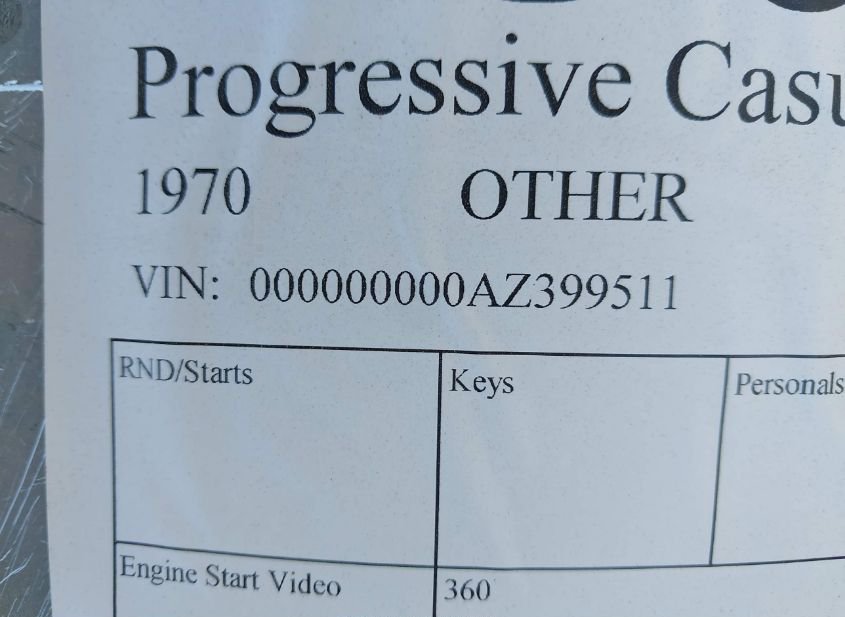 Progressive Casu
1970 OTHER
VIN: 000000000AZ399511
RND/Starts Keys Personals
Engine Start Video 360